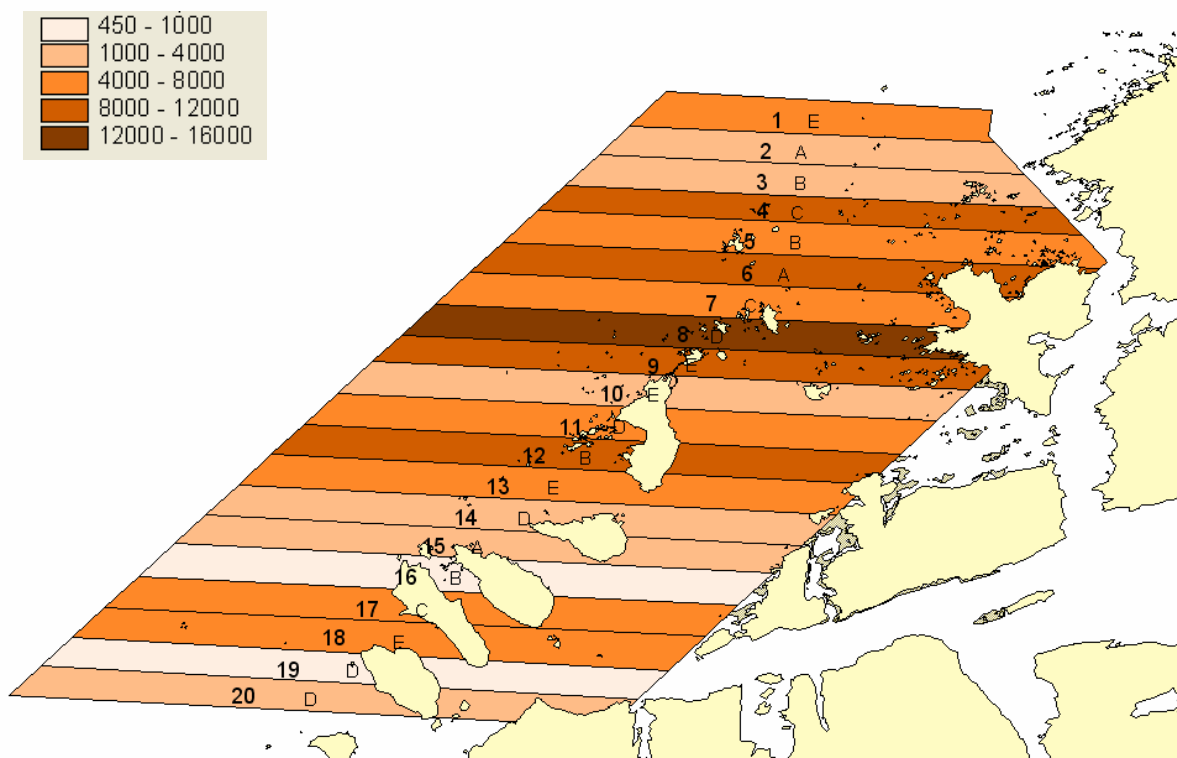 450 - 1000
1000 - 4000
4000 - 8000
8000 - 12000
12000 - 16000
1 E
2 A
3 B
4 C
5 B
6 A
7 C
8 D
9 E
10 E
11 D
12 B
13 E
14 D
15 A
16 B
17 C
18 E
19 D
20 D